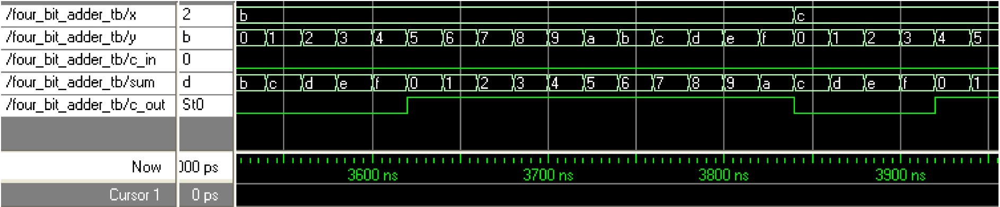 /four_bit_adder_tb/x 2 b c
/four_bit_adder_tb/y b 0 1 2 3 4 5 6 7 8 9 a b c d e f 0 1 2 3 4 5
/four_bit_adder_tb/c_in 0
/four_bit_adder_tb/sum d b c d e f 0 1 2 3 4 5 6 7 8 9 a c d e f 0 1
/four_bit_adder_tb/c_out St0
Now 000 ps 3600 ns 3700 ns 3800 ns 3900 ns
Cursor 1 0 ps